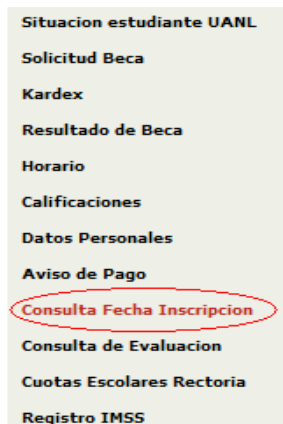 Situacion estudiante UANL
Solicitud Beca
Kardex
Resultado de Beca
Horario
Calificaciones
Datos Personales
Aviso de Pago
Consulta Fecha Inscripcion
Consulta de Evaluacion
Cuotas Escolares Rectoria
Registro IMSS